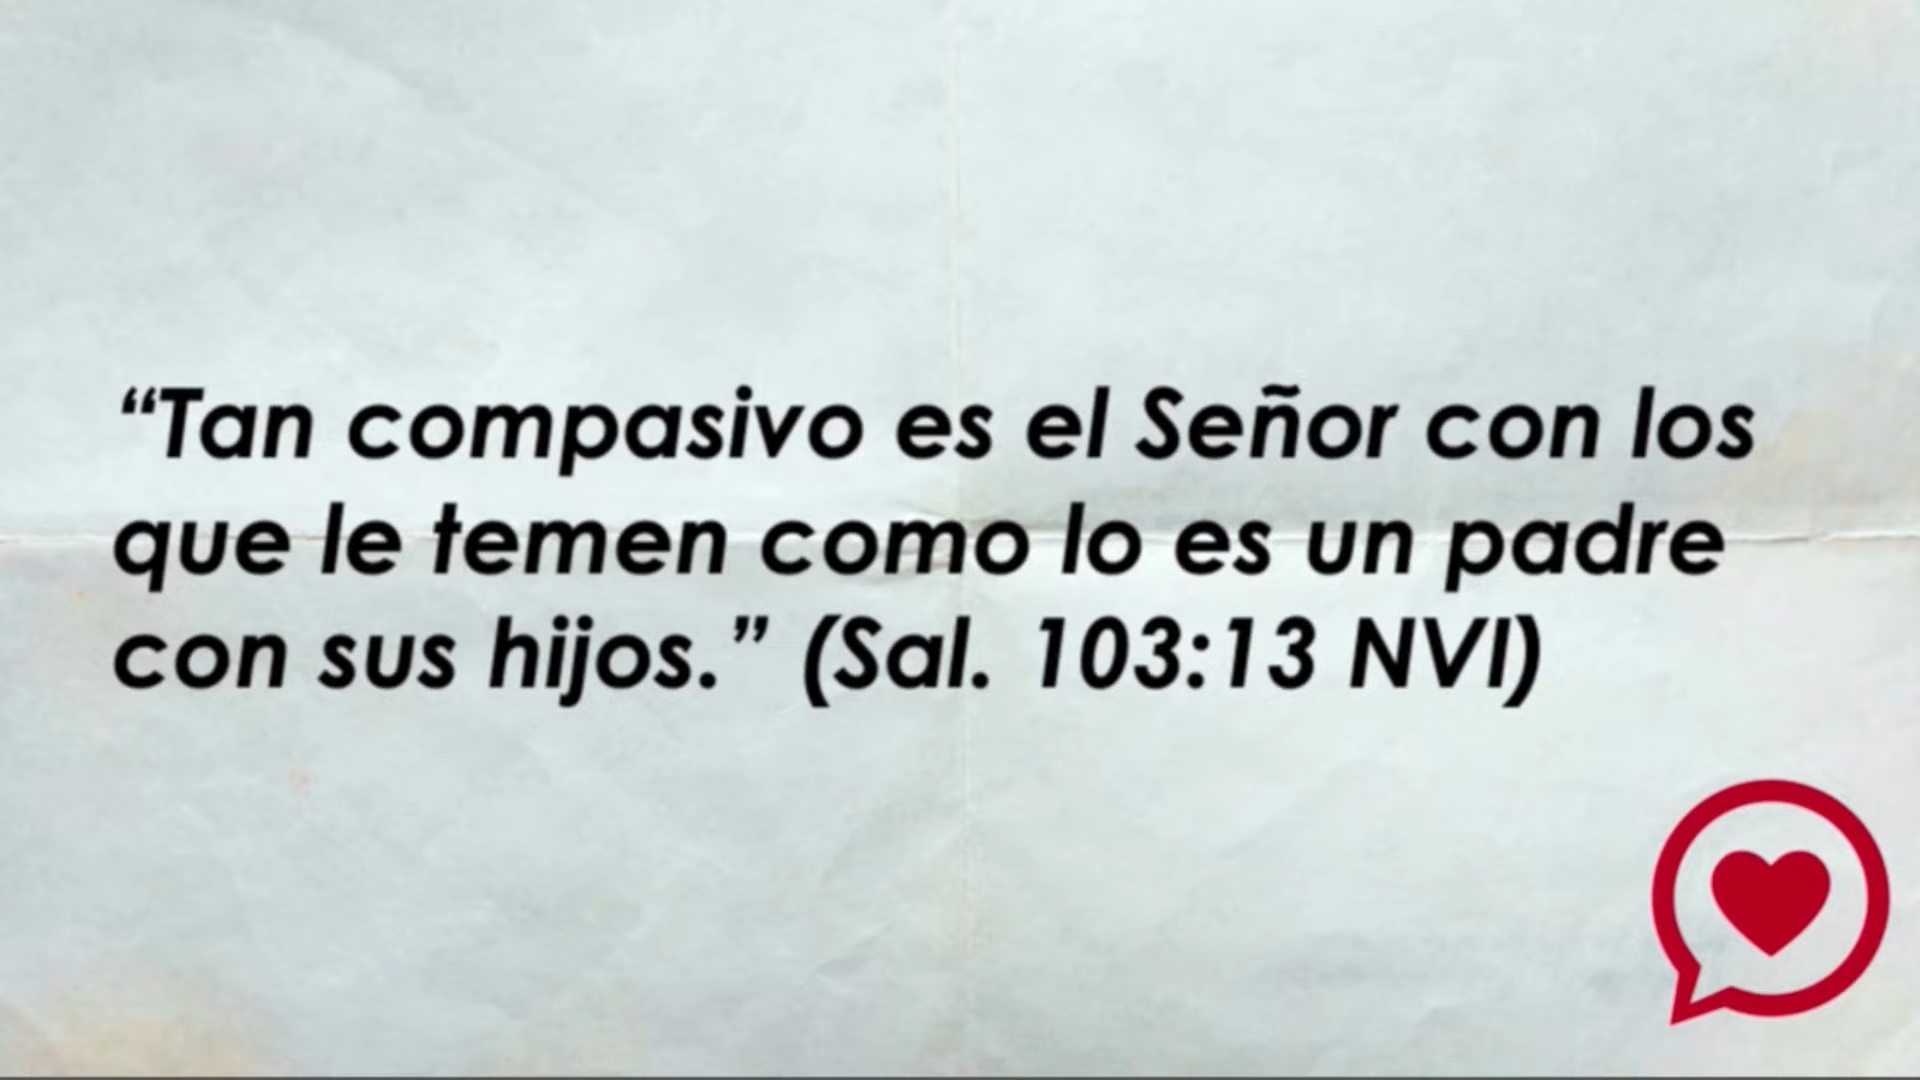 “Tan compasivo es el Señor con los
que le temen como lo es un padre
con sus hijos.” (Sal. 103:13 NVI)